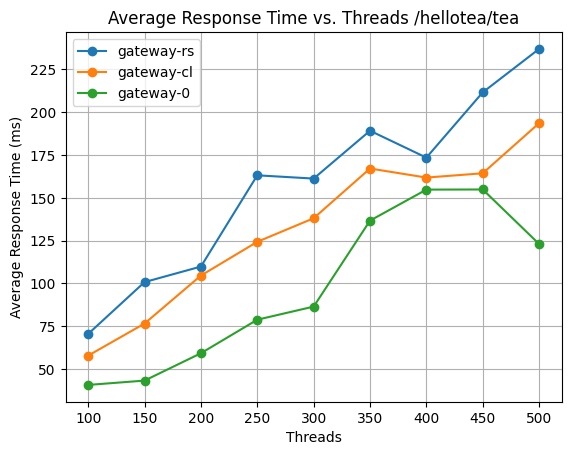 Average Response Time vs. Threads /hellotea/tea
gateway-rs
gateway-cl
gateway-0
Average Response Time (ms)
225
200
175
150
125
100
75
50
100 150 200 250 300 350 400 450 500
Threads